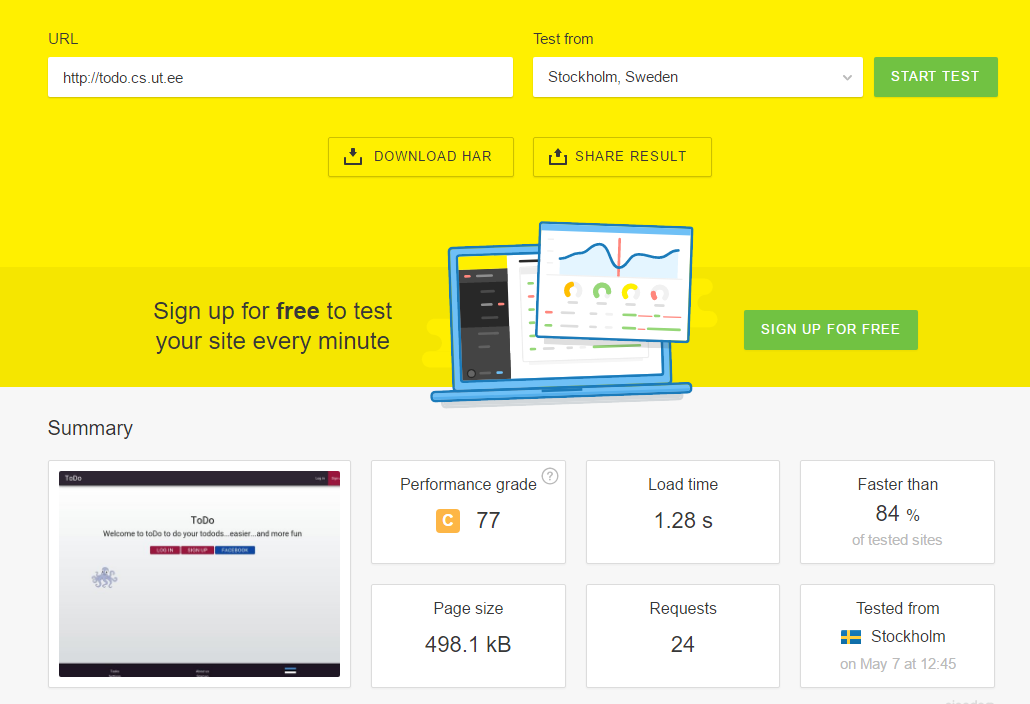 URL
Test from
http://todo.cs.ut.ee
Stockholm, Sweden
START TEST
DOWNLOAD HAR
SHARE RESULT
Sign up for free to test
your site every minute
SIGN UP FOR FREE
Summary
ToDo
Log in
ToDo
Welcome to toDo to do your todods...easier...and more fun
LOG IN
SIGN UP
FACEBOOK
Performance grade
?
C
77
Load time
1.28 s
Faster than
84 %
of tested sites
Page size
498.1 kB
Requests
24
Tested from
Stockholm
on May 7 at 12:45